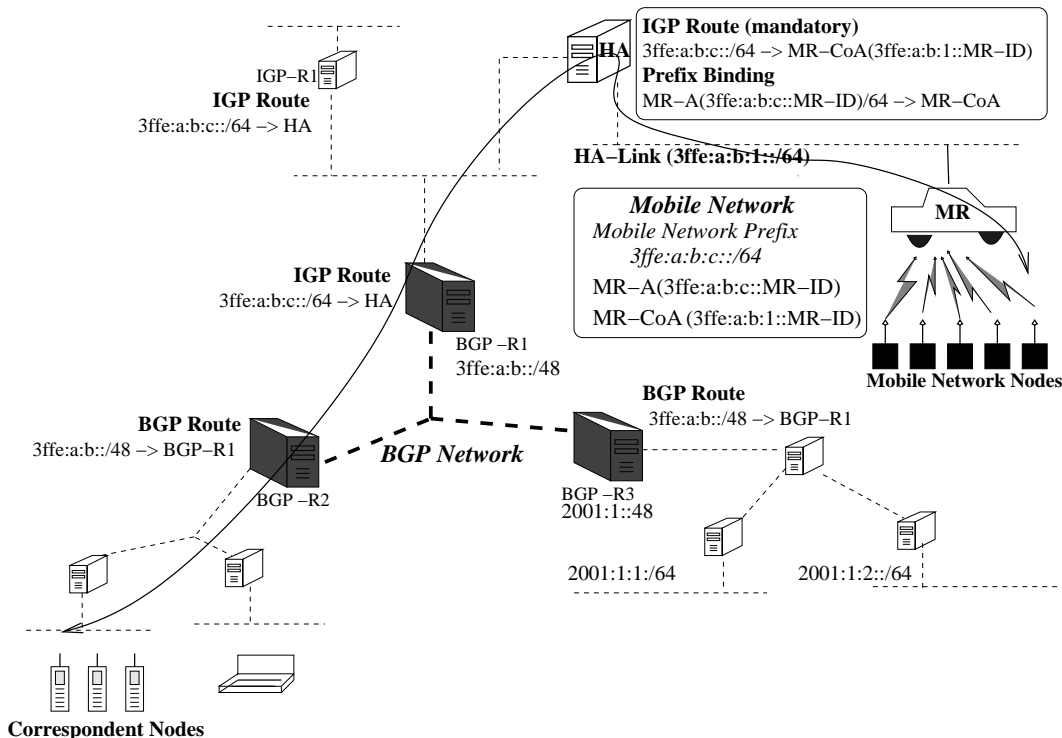 HA
IGP Route (mandatory)
3ffe:a:b:c::/64 −> MR−CoA(3ffe:a:b:1::MR−ID)
Prefix Binding
MR−A(3ffe:a:b:c::MR−ID)/64 −> MR−CoA
IGP−R1
IGP Route
3ffe:a:b:c::/64 −> HA
HA−Link (3ffe:a:b:1::/64)
Mobile Network
Mobile Network Prefix
3ffe:a:b:c::/64
MR−A(3ffe:a:b:c::MR−ID)
MR−CoA (3ffe:a:b:1::MR−ID)
MR
Mobile Network Nodes
IGP Route
3ffe:a:b:c::/64 −> HA
BGP −R1
3ffe:a:b::/48
BGP Route
3ffe:a:b::/48 −> BGP−R1
BGP −R2
BGP Network
BGP Route
3ffe:a:b::/48 −> BGP−R1
BGP −R3
2001:1::48
2001:1:1:/64
2001:1:2::/64
Correspondent Nodes